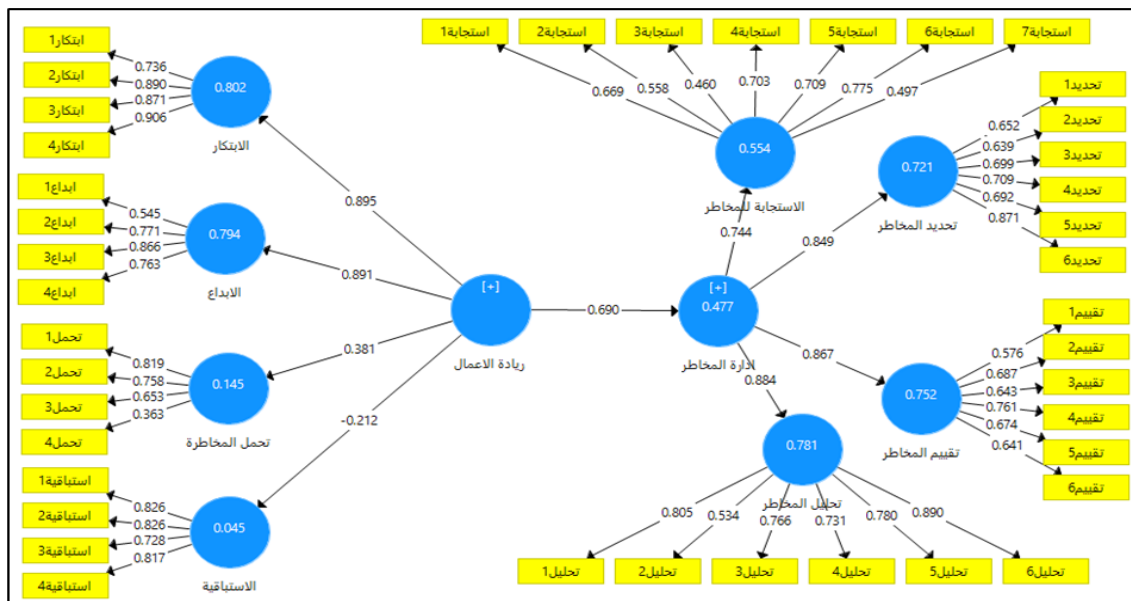 ابتكار1
ابتكار2
ابتكار3
ابتكار4
0.736
0.890
0.871
0.906
0.802
الابتكار
ابداع1
ابداع2
ابداع3
ابداع4
0.545
0.771
0.866
0.763
0.794
الابداع
تحمل1
تحمل2
تحمل3
تحمل4
0.819
0.758
0.653
0.363
0.145
تحمل المخاطرة
استباقية1
استباقية2
استباقية3
استباقية4
0.826
0.826
0.728
0.817
0.045
الاستباقية
0.895
0.891
0.381
-0.212
[+]
ريادة الاعمال
0.690
[+]
0.477
ادارة المخاطر
0.744
0.849
0.867
0.884
استجابة1
استجابة2
استجابة3
استجابة4
استجابة5
استجابة6
استجابة7
0.669
0.558
0.460
0.703
0.709
0.775
0.497
0.554
الاستجابة للمخاطر
تحديد1
تحديد2
تحديد3
تحديد4
تحديد5
تحديد6
0.652
0.639
0.699
0.709
0.692
0.871
0.721
تحديد المخاطر
تقييم1
تقييم2
تقييم3
تقييم4
تقييم5
تقييم6
0.576
0.687
0.643
0.761
0.674
0.641
0.752
تقييم المخاطر
0.781
تحليل المخاطر
0.805
0.534
0.766
0.731
0.780
0.890
تحليل1
تحليل2
تحليل3
تحليل4
تحليل5
تحليل6